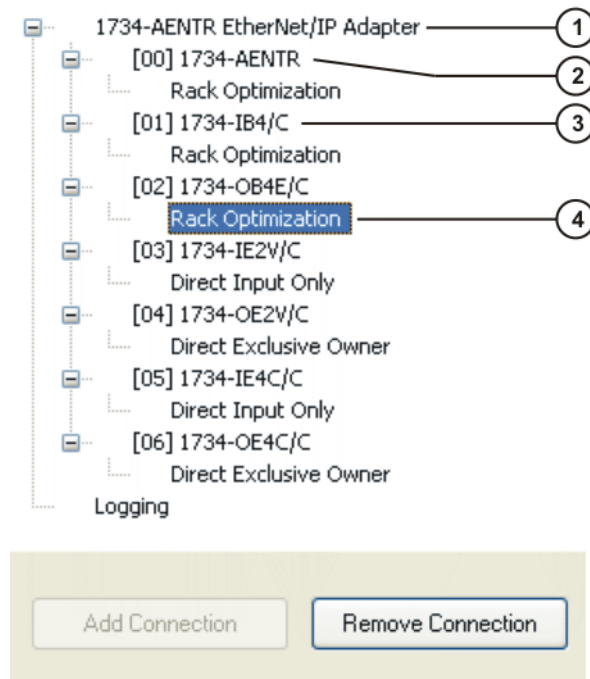 1734-AENTR EtherNet/IP Adapter 1
[00] 1734-AENTR 2
Rack Optimization
[01] 1734-IB4/C 3
Rack Optimization
[02] 1734-OB4E/C
Rack Optimization 4
[03] 1734-IE2V/C
Direct Input Only
[04] 1734-OE2V/C
Direct Exclusive Owner
[05] 1734-IE4C/C
Direct Input Only
[06] 1734-OE4C/C
Direct Exclusive Owner
Logging
Add Connection Remove Connection